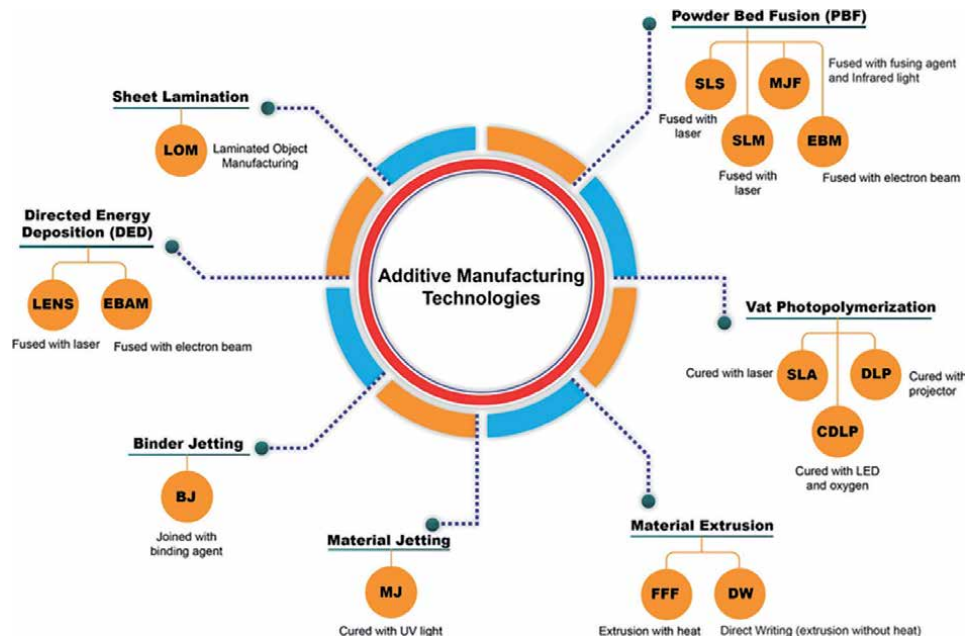 Powder Bed Fusion (PBF)
SLS
MJF
Fused with fusing agent
and Infrared light
Fused with
laser
SLM
EBM
Fused with
laser
Fused with electron beam
Sheet Lamination
LOM
Laminated Object
Manufacturing
Directed Energy
Deposition (DED)
LENS
EBAM
Fused with laser
Fused with electron beam
Additive Manufacturing
Technologies
Vat Photopolymerization
Cured with laser
SLA
DLP
Cured with
projector
CDLP
Cured with LED
and oxygen
Binder Jetting
BJ
Joined with
binding agent
Material Jetting
MJ
Cured with UV light
Material Extrusion
FFF
DW
Extrusion with heat
Direct Writing (extrusion without heat)